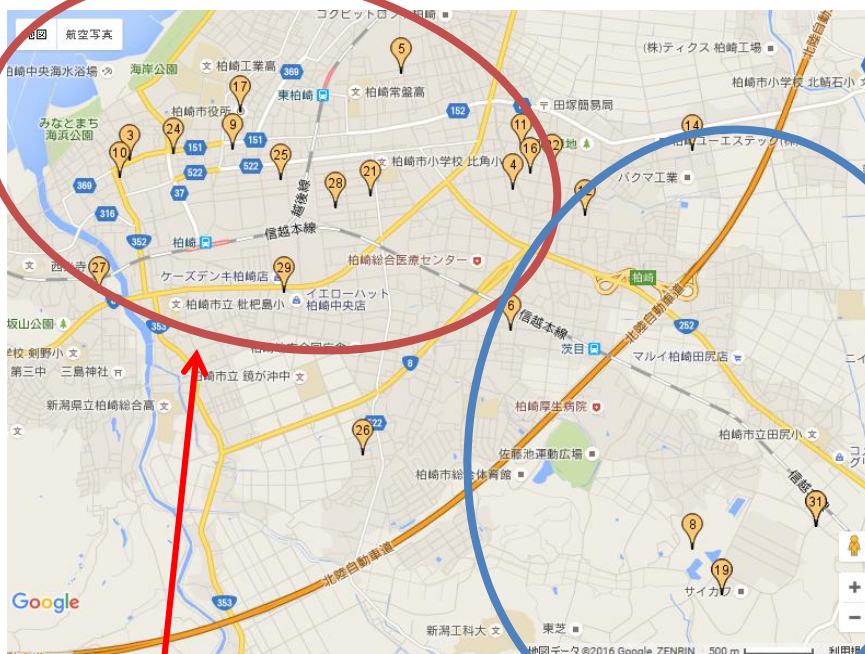 コクピットロント柏崎
地図 航空写真
5
(株)ティクス 柏崎工場
柏崎中央海水浴場
海岸公園
柏崎工業高
369
東柏崎
柏崎常盤高
17
柏崎市役所
152
田塚簡易局
柏崎市小学校 北鯖石小
みなとまち
海浜公園
3
24
151
9
151
11
14
10
522
25
柏崎市小学校 比角小
16
4
369
37
28
21
バクマ工業
316
越後線
352
柏崎
信越本線
27
ケーズデンキ柏崎店
29
柏崎総合医療センター
柏崎
柏崎市立 枇杷島小
イエローハット
柏崎中央店
6
信越本線
北陸自動車道
252
353
茨目
マルイ柏崎田尻店
8
第三中
三島神社
柏崎市立 鏡が沖中
新潟県立柏崎総合高
柏崎厚生病院
26
柏崎市立田尻小
佐藤池運動広場
柏崎市総合体育館
31
8
19
サイカワ
北陸自動車道
353
Google
新潟工科大
東芝
地図データ ©2016 Google, ZENRIN 500 m